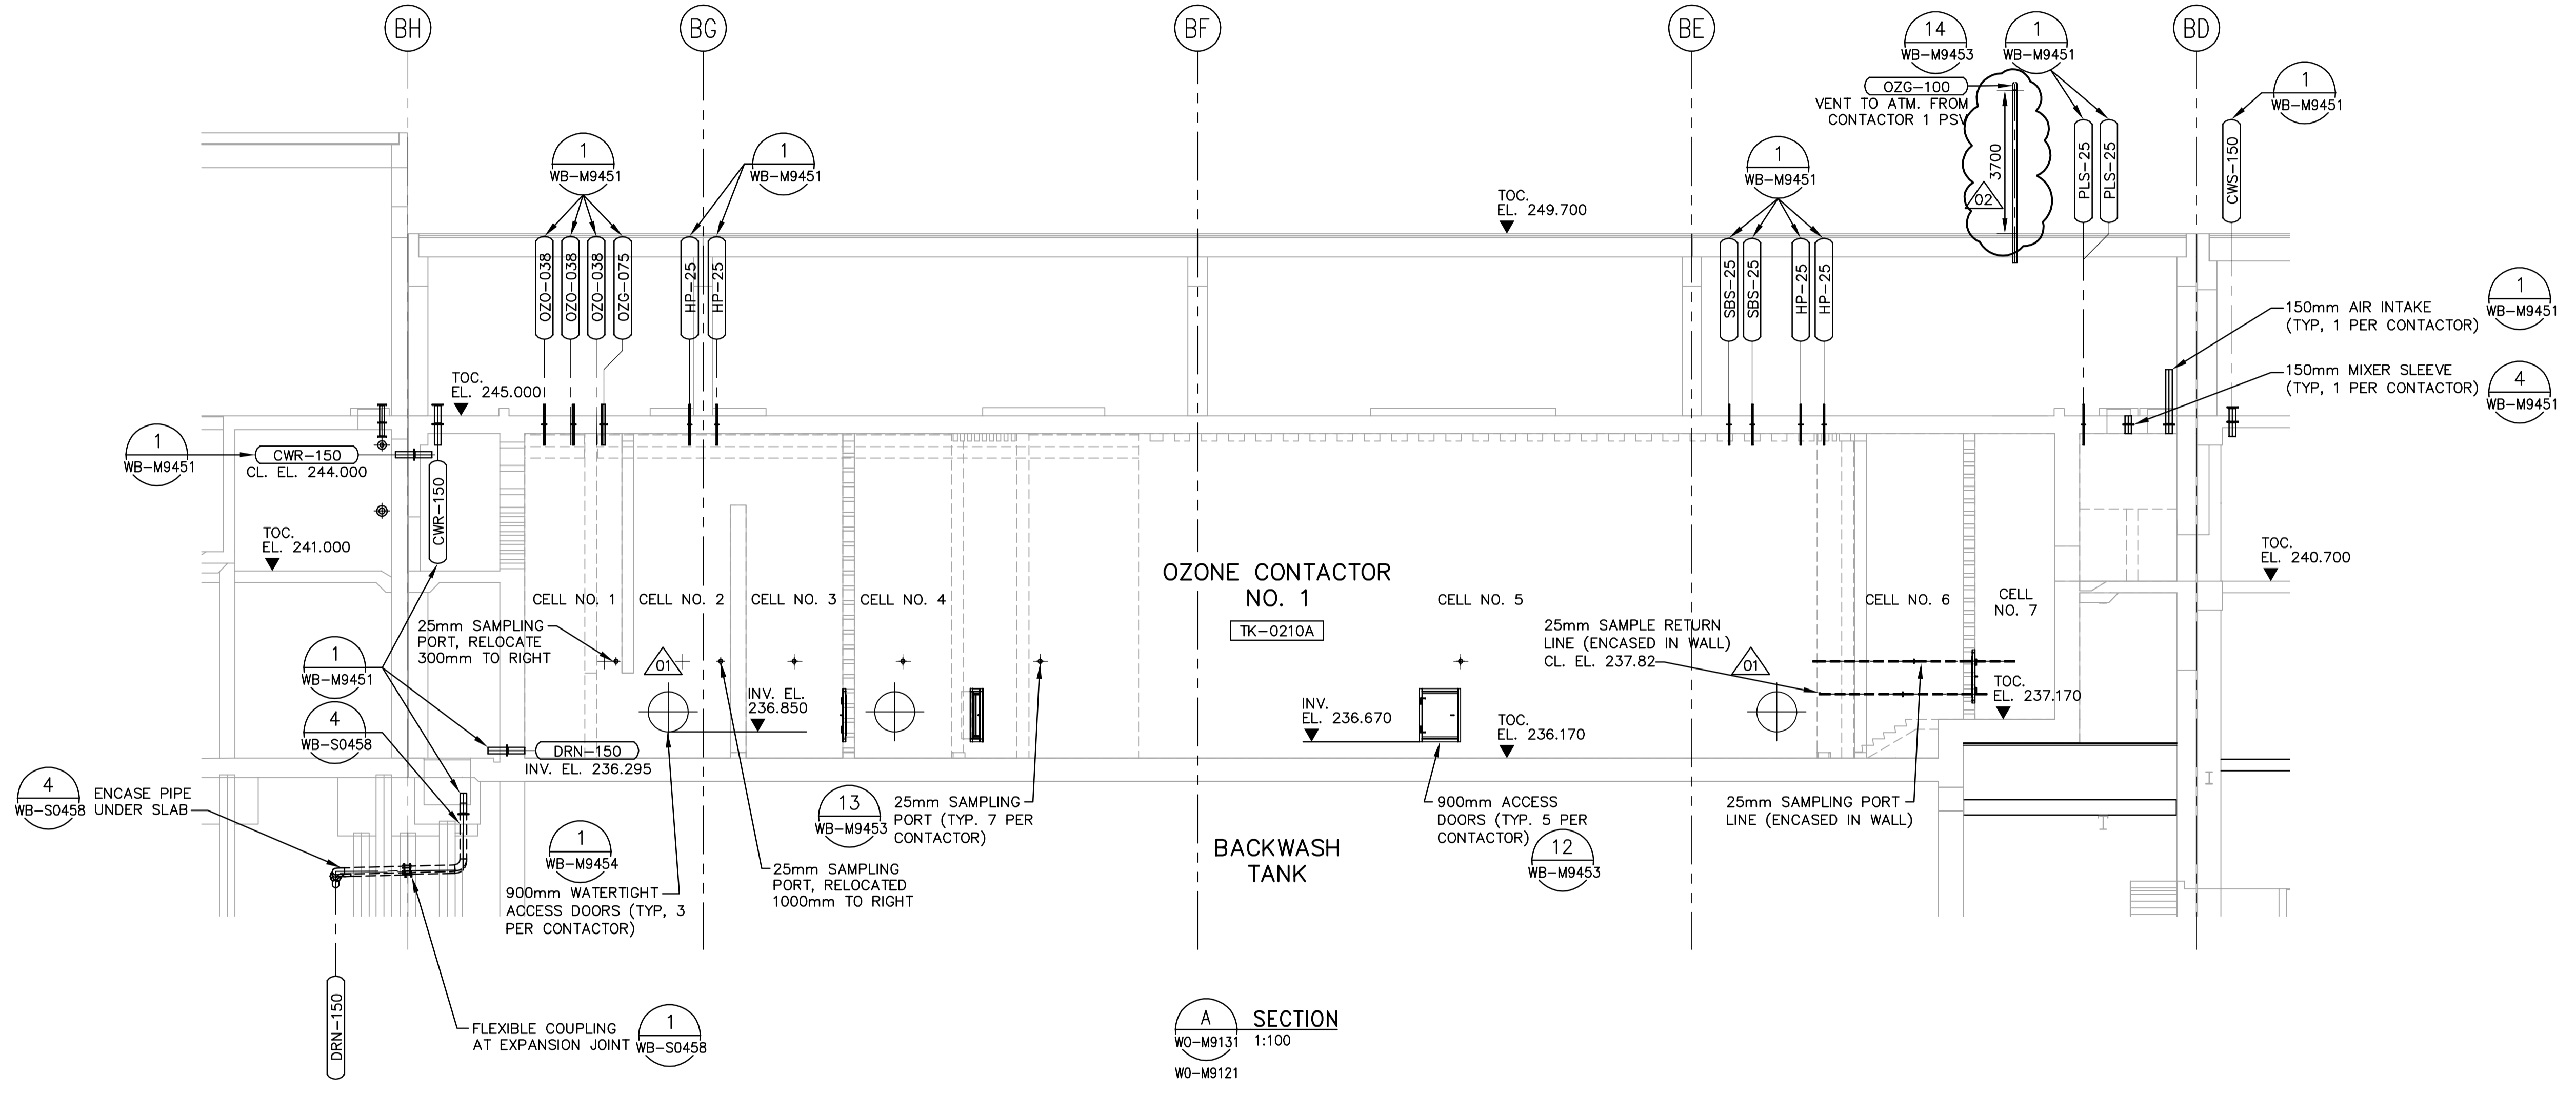 BH
BG
BF
BE
BD
14
WB-M9453
1
WB-M9451
OZG-100
VENT TO ATM. FROM
CONTACTOR 1 PSV
3700
02
PLS-25
PLS-25
1
WB-M9451
CWS-150
1
WB-M9451
1
WB-M9451
1
WB-M9451
OZO-038
OZO-038
OZO-038
OZG-075
HP-25
HP-25
TOC.
EL. 249.700
SBS-25
SBS-25
HP-25
HP-25
150mm AIR INTAKE
(TYP, 1 PER CONTACTOR)
1
WB-M9451
150mm MIXER SLEEVE
(TYP, 1 PER CONTACTOR)
4
WB-M9451
TOC.
EL. 245.000
1
WB-M9451
CWR-150
CL. EL. 244.000
CWR-150
TOC.
EL. 241.000
TOC.
EL. 240.700
OZONE CONTACTOR
NO. 1
TK-0210A
CELL NO. 1
CELL NO. 2
CELL NO. 3
CELL NO. 4
CELL NO. 5
CELL NO. 6
CELL
NO. 7
25mm SAMPLING
PORT, RELOCATE
300mm TO RIGHT
01
25mm SAMPLE RETURN
LINE (ENCASED IN WALL)
CL. EL. 237.82
01
1
WB-M9451
4
WB-S0458
INV. EL.
236.850
INV.
EL. 236.670
TOC.
EL. 236.170
TOC.
EL. 237.170
DRN-150
INV. EL. 236.295
4
WB-S0458
ENCASE PIPE
UNDER SLAB
1
WB-M9454
900mm WATERTIGHT
ACCESS DOORS (TYP, 3
PER CONTACTOR)
13
WB-M9453
25mm SAMPLING
PORT (TYP. 7 PER
CONTACTOR)
25mm SAMPLING
PORT, RELOCATED
1000mm TO RIGHT
BACKWASH
TANK
900mm ACCESS
DOORS (TYP. 5 PER
CONTACTOR)
12
WB-M9453
25mm SAMPLING PORT
LINE (ENCASED IN WALL)
DRN-150
FLEXIBLE COUPLING
AT EXPANSION JOINT
1
WB-S0458
A
WO-M9131
SECTION
1:100
WO-M9121